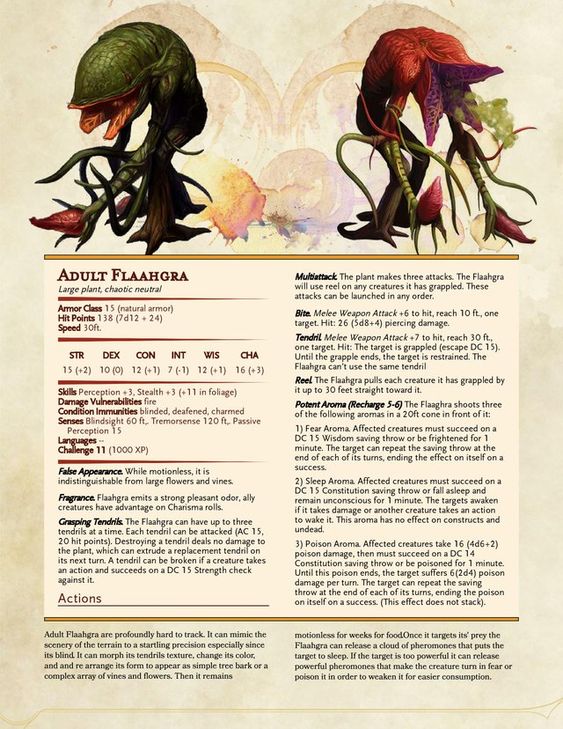 Adult Flaahgra
Large plant, chaotic neutral
Armor Class 15 (natural armor)
Hit Points 138 (7d12 + 24)
Speed 30ft.
STR DEX CON INT WIS CHA
15 (+2) 10 (0) 12 (+1) 7 (-1) 12 (+1) 16 (+3)
Skills Perception +3, Stealth +3 (+11 in foliage)
Damage Vulnerabilities fire
Condition Immunities blinded, deafened, charmed
Senses Blindsight 60 ft,. Tremorsense 120 ft,. Passive
Perception 15
Languages --
Challenge 11 (1000 XP)
False Appearance. While motionless, it is
indistinguishable from large flowers and vines.
Fragrance. Flaahgra emits a strong pleasant odor, ally
creatures have advantage on Charisma rolls.
Grasping Tendrils. The Flaahgra can have up to three
tendrils at a time. Each tendril can be attacked (AC 15,
20 hit points). Destroying a tendril deals no damage to
the plant, which can extrude a replacement tendril on
its next turn. A tendril can be broken if a creature takes
an action and succeeds on a DC 15 Strength check
against it.
Actions
Multiattack. The plant makes three attacks. The Flaahgra
will use reel on any creatures it has grappled. These
attacks can be launched in any order.
Bite. Melee Weapon Attack +6 to hit, reach 10 ft., one
target. Hit: 26 (5d8+4) piercing damage.
Tendril. Melee Weapon Attack +7 to hit, reach 30 ft.,
one target. Hit: The target is grappled (escape DC 15).
Until the grapple ends, the target is restrained. The
Flaahgra can't use the same tendril
Reel. The Flaahgra pulls each creature it has grappled by
it up to 30 feet straight toward it.
Potent Aroma (Recharge 5-6) The Flaaghra shoots three
of the following aromas in a 20ft cone in front of it:
1) Fear Aroma. Affected creatures must succeed on a
DC 15 Wisdom saving throw or be frightened for 1
minute. The target can repeat the saving throw at the
end of each of its turns, ending the effect on itself on a
success.
2) Sleep Aroma. Affected creatures must succeed on a
DC 15 Constitution saving throw or fall asleep and
remain unconscious for 1 minute. The targets awaken
if it takes damage or another creature takes an action
to wake it. This aroma has no effect on constructs and
undead.
3) Poison Aroma. Affected creatures take 16 (4d6+2)
poison damage, then must succeed on a DC 14
Constitution saving throw or be poisoned for 1 minute.
Until this poison ends, the target suffers 6(2d4) poison
damage per turn. The target can repeat the saving
throw at the end of each of its turns, ending the poison
on itself on a success. (This effect does not stack).
Adult Flaahgra are profoundly hard to track. It can mimic the
scenery of the terrain to a startling precision especially since
its blind. It can morph its tendrils texture, change its color,
and and re arrange its form to appear as simple tree bark or a
complex array of vines and flowers. Then it remains
motionless for weeks for food.Once it targets its' prey the
Flaahgra can release a cloud of pheromones that puts the
target to sleep. If the target is too powerful it can release
powerful pheromones that make the creature turn in fear or
poison it in order to weaken it for easier consumption.